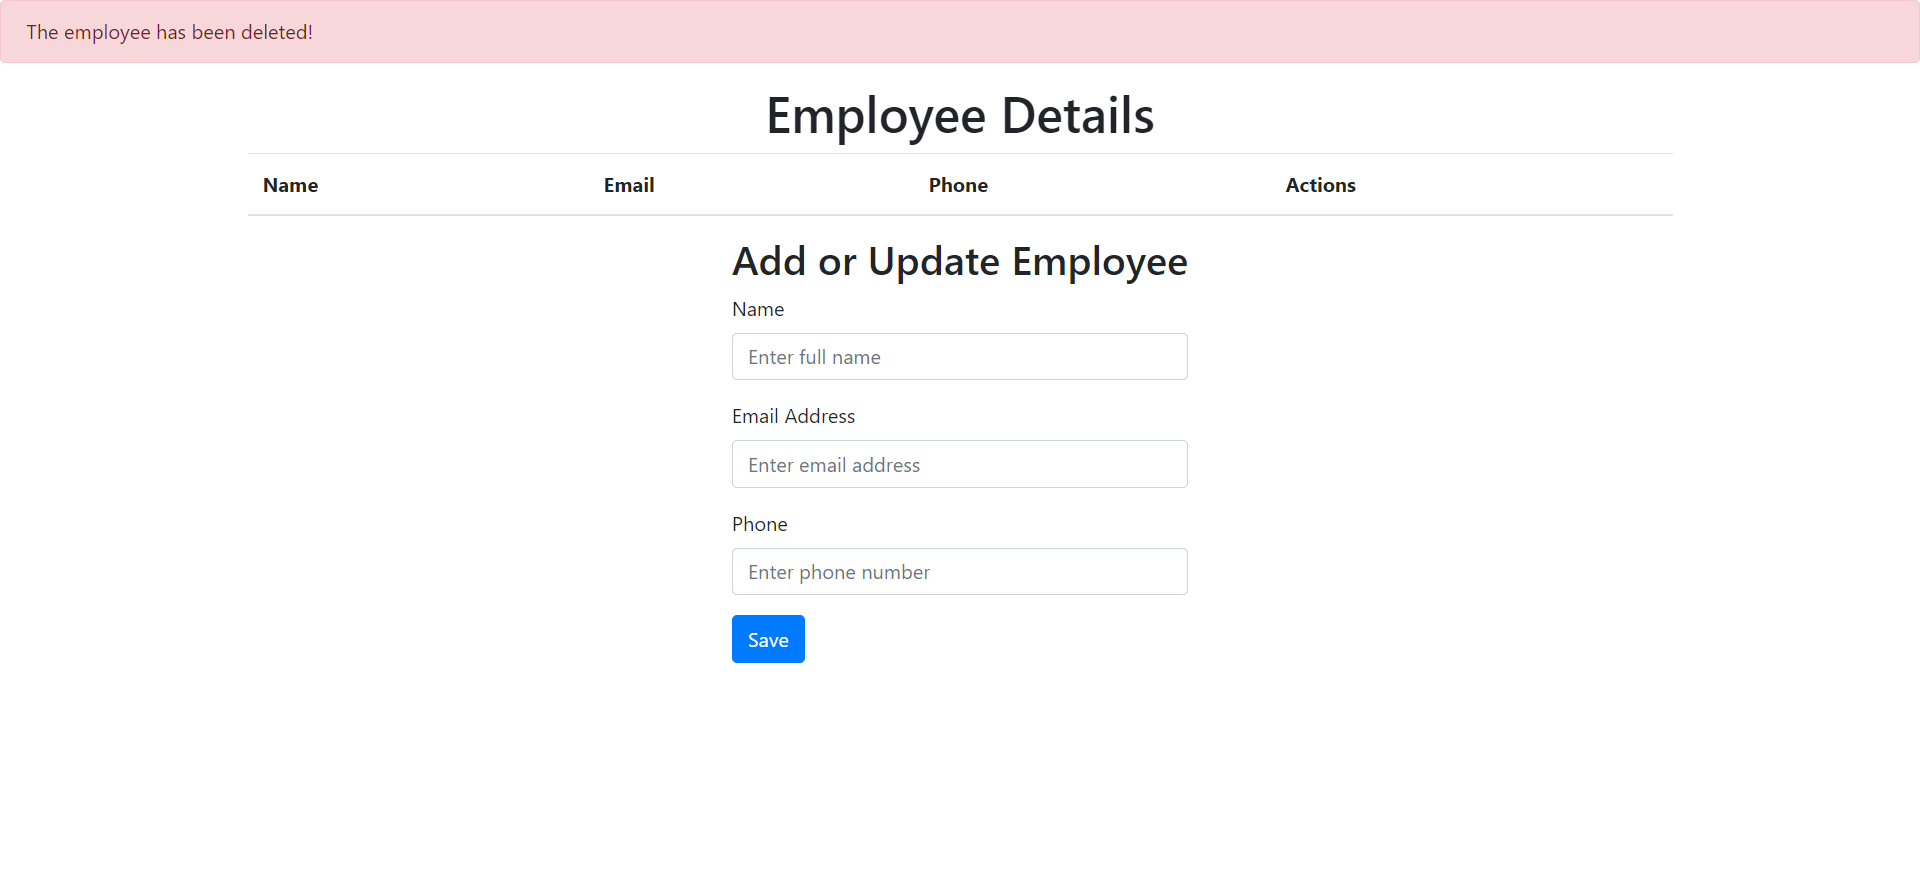 The employee has been deleted!
Employee Details
Name Email Phone Actions
Add or Update Employee
Name
Enter full name
Email Address
Enter email address
Phone
Enter phone number
Save